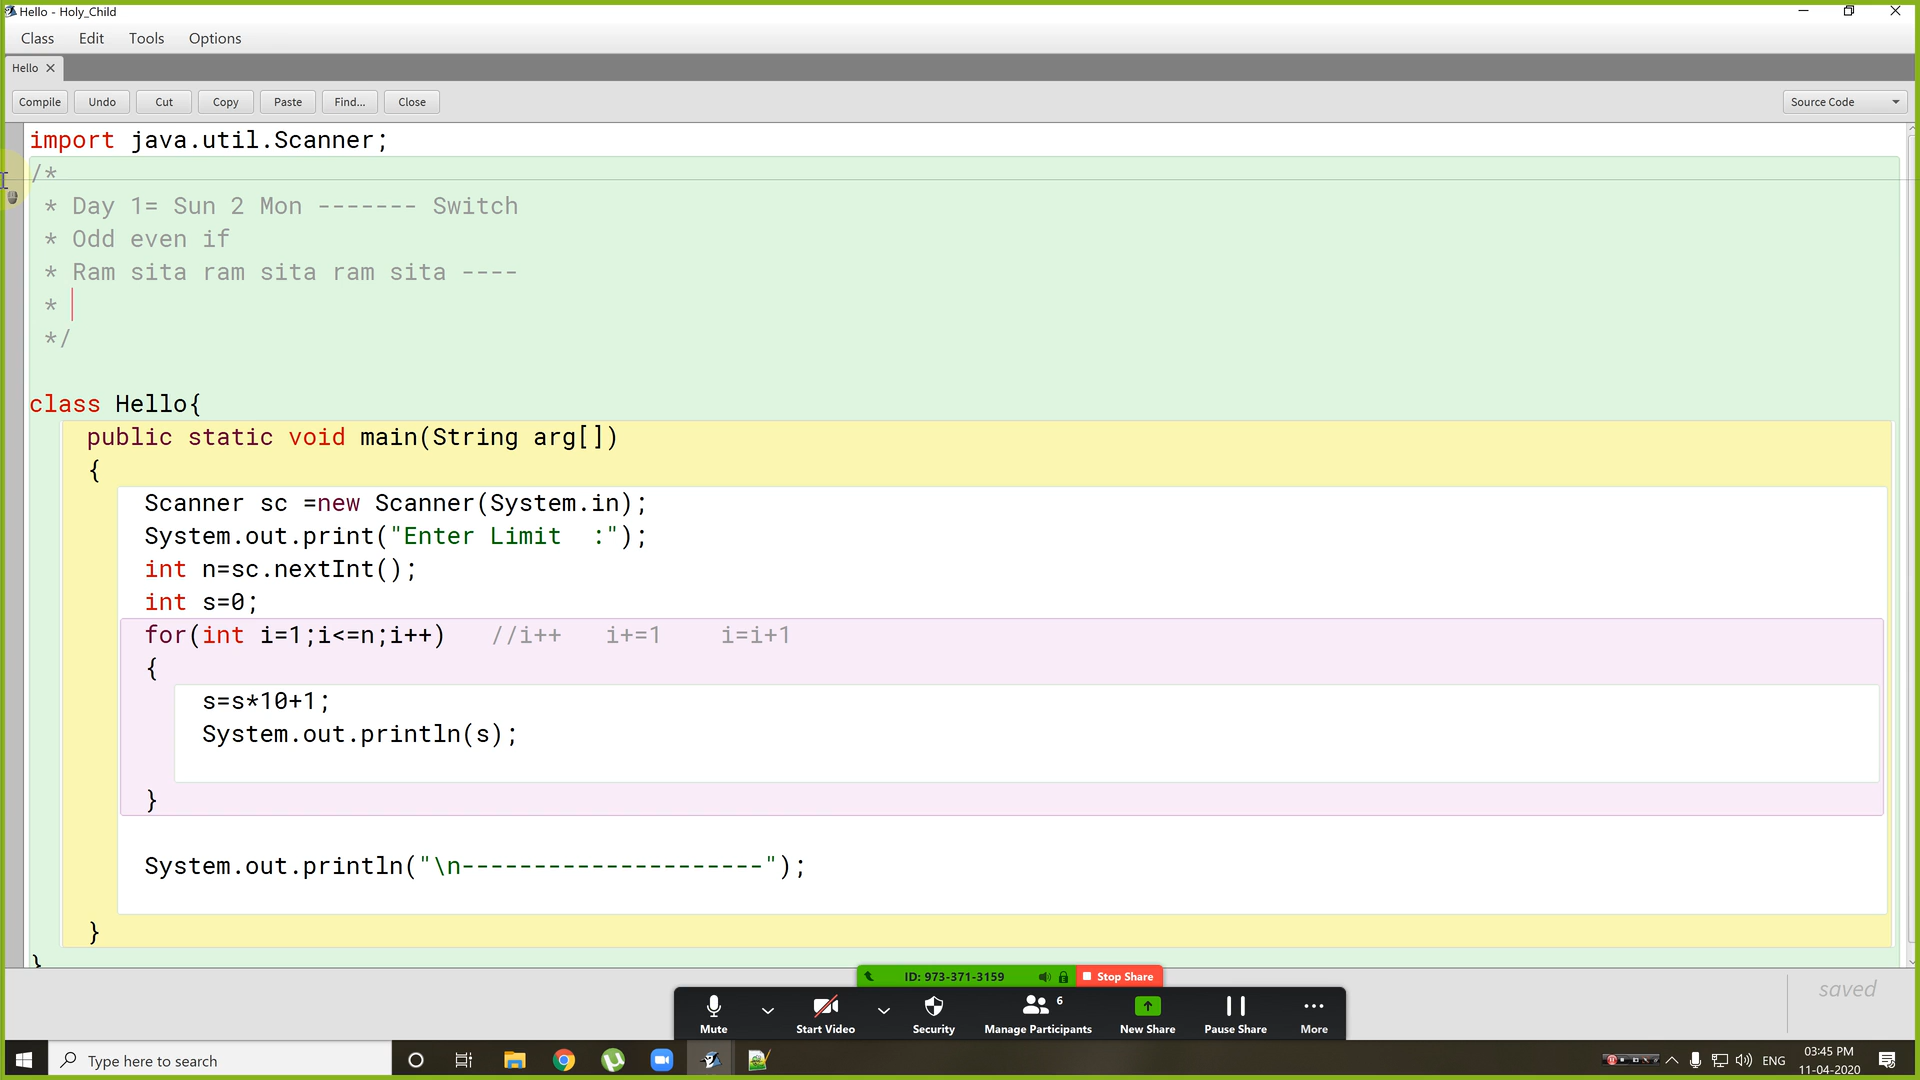 Hello - Holy_Child
Class Edit Tools Options
Hello
Compile Undo Cut Copy Paste Find... Close Source Code
import java.util.Scanner;
/*
* Day 1= Sun 2 Mon ------- Switch
* Odd even if
* Ram sita ram sita ram sita ----
*
*/
class Hello{
public static void main(String arg[])
{
Scanner sc =new Scanner(System.in);
System.out.print("Enter Limit  :");
int n=sc.nextInt();
int s=0;
for(int i=1;i<=n;i++)   //i++   i+=1    i=i+1
{
s=s*10+1;
System.out.println(s);
}
System.out.println("\n---------------------");
}
}
ID: 973-371-3159 Stop Share
saved
6
Mute Start Video Security Manage Participants New Share Pause Share More
Type here to search
ENG
03:45 PM
11-04-2020